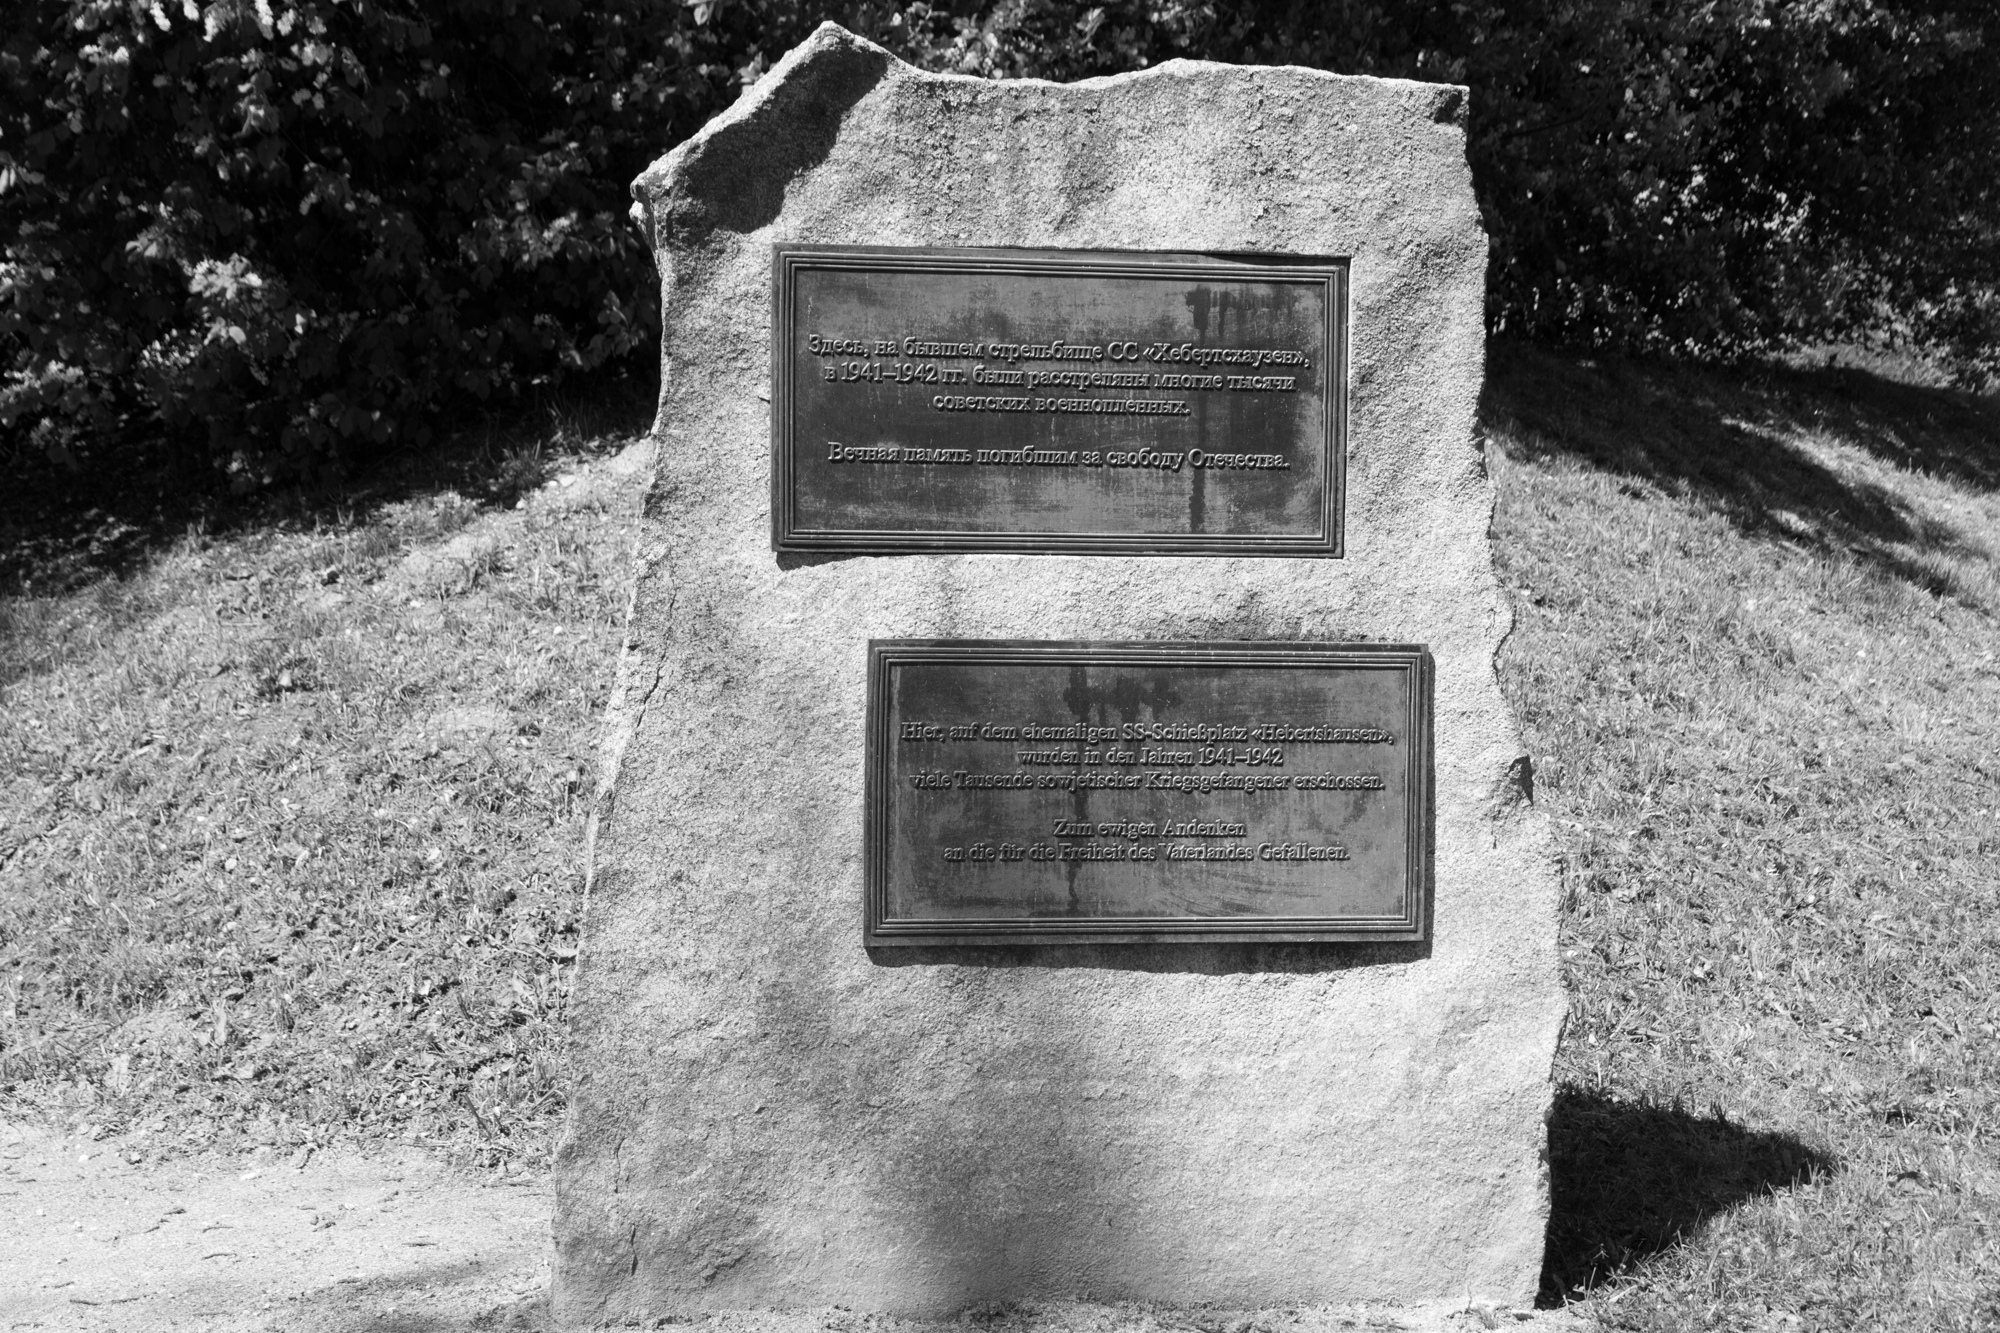 Здесь, на бывшем стрельбище СС «Хебертсхаузен»,
в 1941–1942 гг. были расстреляны многие тысячи
советских военнопленных.
Вечная память погибшим за свободу Отечества.
Hier, auf dem ehemaligen SS-Schießplatz «Hebertshausen»,
wurden in den Jahren 1941–1942
viele Tausende sowjetischer Kriegsgefangener erschossen.
Zum ewigen Andenken
an die für die Freiheit des Vaterlandes Gefallenen.